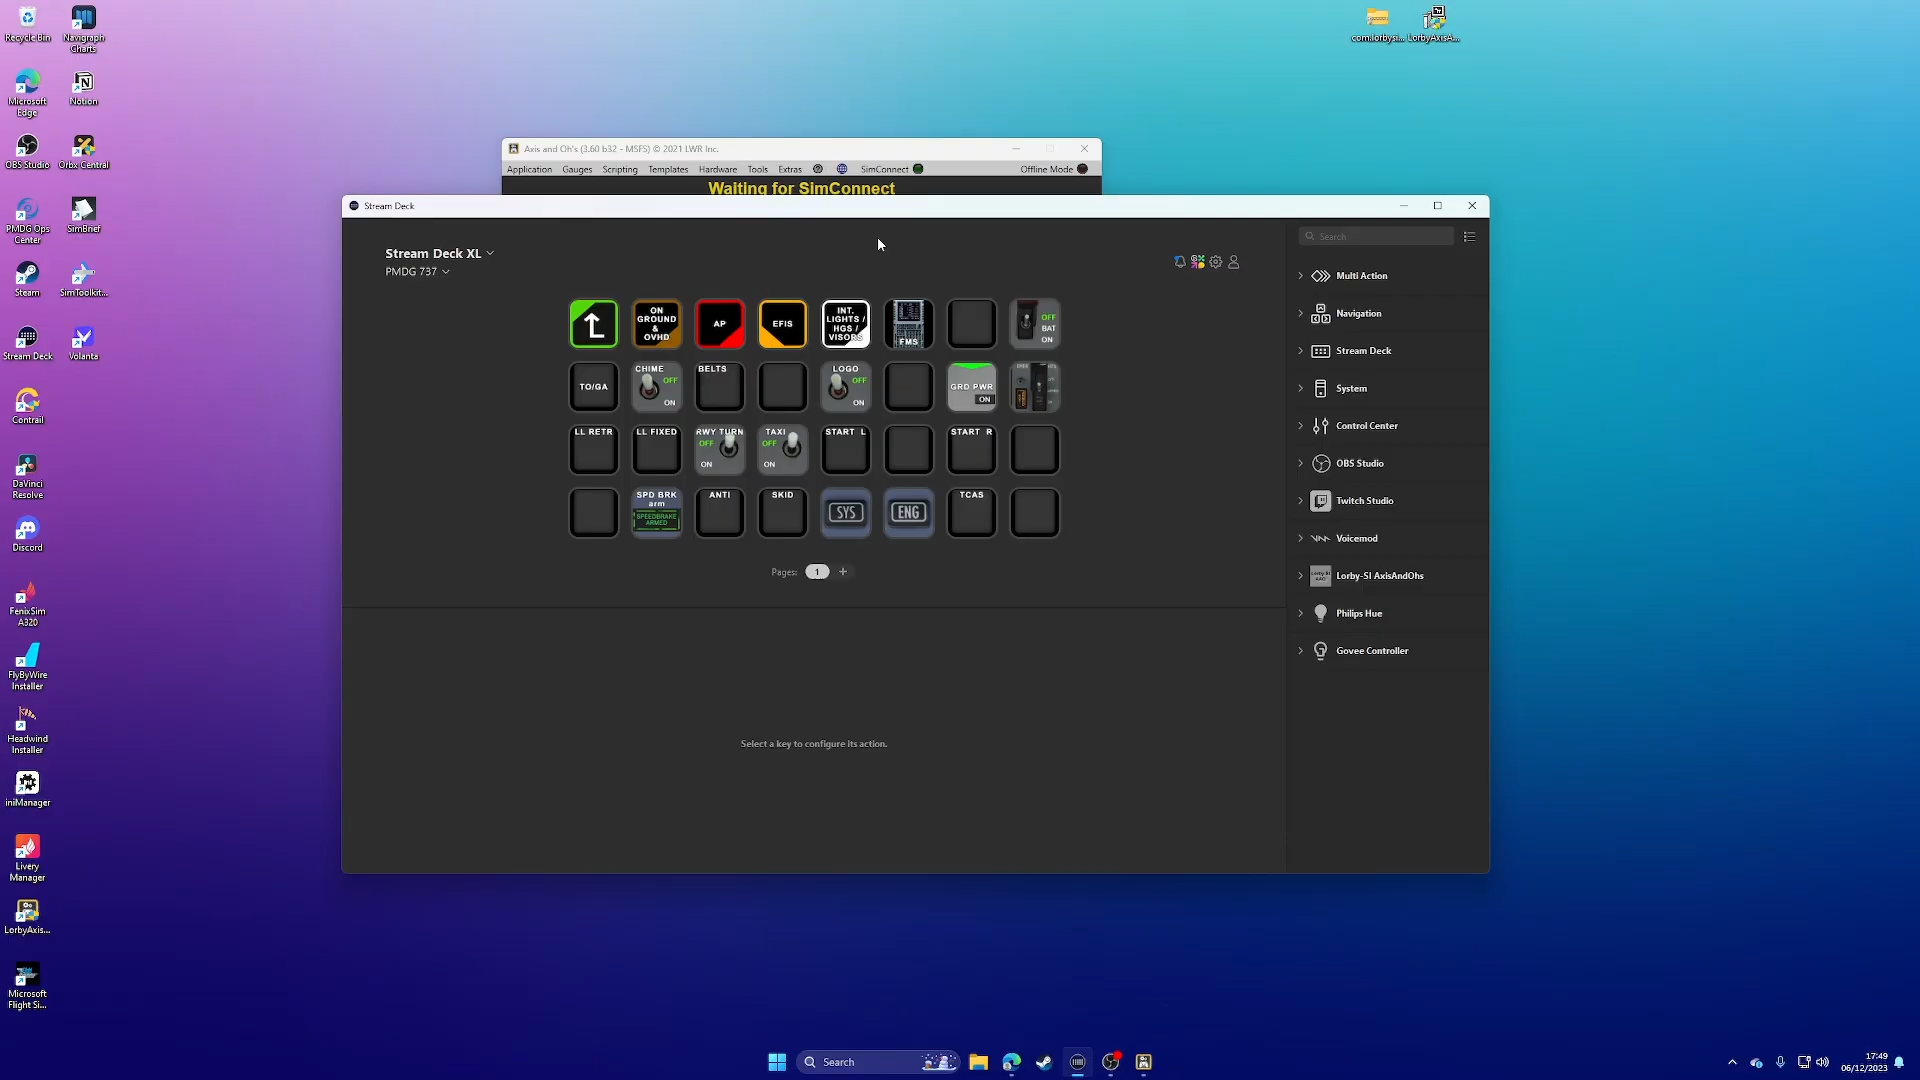 Recycle Bin
Navigraph
Charts
Microsoft
Edge
Notion
OBS Studio
Orbx Central
PMDG Ops
Center
SimBrief
Steam
SimToolkit...
Stream Deck
Volanta
Contrail
DaVinci
Resolve
Discord
FenixSim
A320
FlyByWire
Installer
Headwind
Installer
iniManager
Livery
Manager
LorbyAxis...
Microsoft
Flight Si...
com.lorbysi...
LorbyAxisA...
Axis and Oh's (3.60 b32 - MSFS) © 2021 LWR Inc.
Application Gauges Scripting Templates Hardware Tools Extras SimConnect Offline Mode
Waiting for SimConnect
Stream Deck
Stream Deck XL
PMDG 737
ON
GROUND
&
OVHD
AP
EFIS
INT.
LIGHTS /
HGS /
VISORS
FMS
OFF
BAT
ON
TO/GA
CHIME
OFF
ON
BELTS
LOGO
OFF
ON
GRD PWR
ON
LL RETR
LL FIXED
RWY TURN
OFF
ON
TAXI
OFF
ON
START L
START R
SPD BRK
arm
SPEEDBRAKE
ARMED
ANTI
SKID
SYS
ENG
TCAS
Pages: 1 +
Select a key to configure its action.
Search
Multi Action
Navigation
Stream Deck
System
Control Center
OBS Studio
Twitch Studio
Voicemod
Lorby-SI AxisAndOhs
Philips Hue
Govee Controller
Search
17:49
06/12/2023